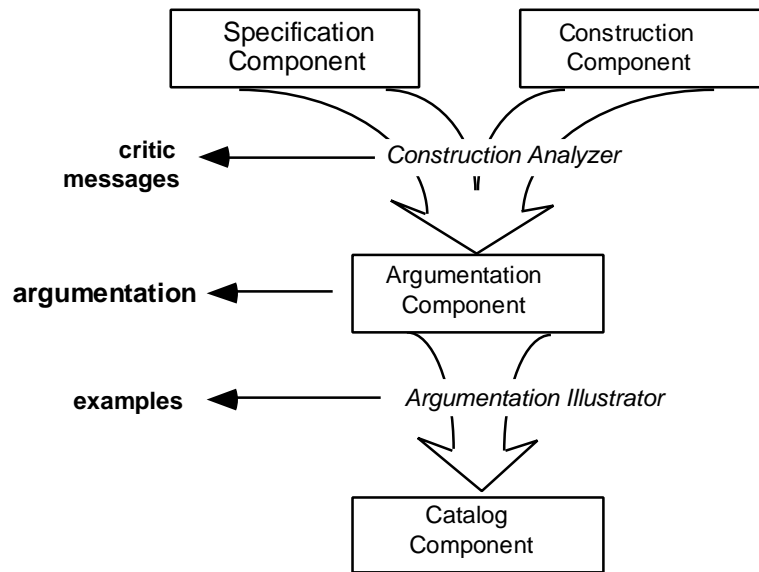 Specification
Component
Construction
Component
critic
messages
Construction Analyzer
argumentation
Argumentation
Component
examples
Argumentation Illustrator
Catalog
Component